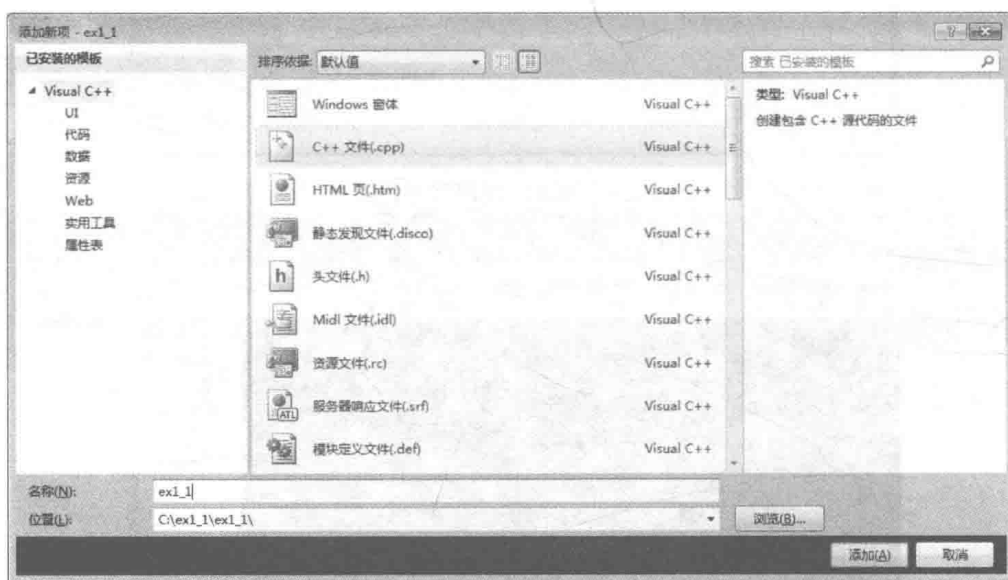 添加新项 - ex1_1
已安装的模板
排序依据: 默认值
搜索 已安装的模板
Visual C++
UI
代码
数据
资源
Web
实用工具
属性表
Windows 窗体 Visual C++
C++ 文件(.cpp) Visual C++
HTML 页(.htm) Visual C++
静态发现文件(.disco) Visual C++
头文件(.h) Visual C++
Midl 文件(.idl) Visual C++
资源文件(.rc) Visual C++
服务器响应文件(.srf) Visual C++
模块定义文件(.def) Visual C++
类型: Visual C++
创建包含 C++ 源代码的文件
名称(N): ex1_1
位置(L): C:\ex1_1\ex1_1\
浏览(B)...
添加(A)
取消